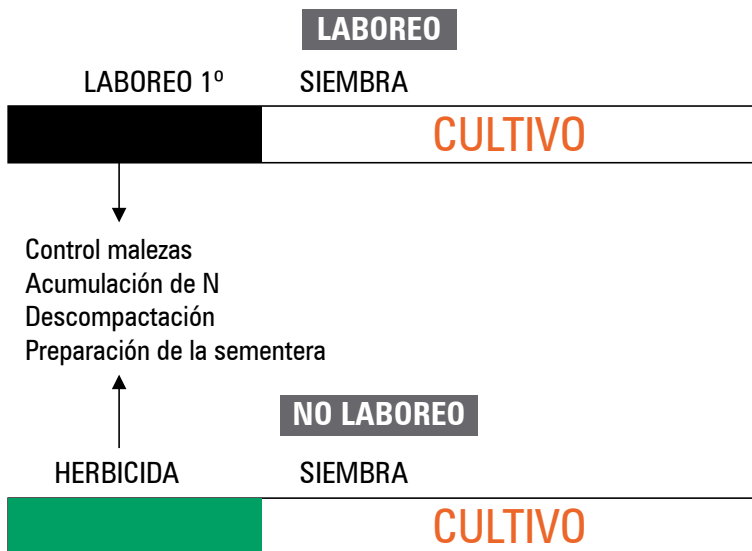 LABOREO
LABOREO 1º SIEMBRA
CULTIVO
Control malezas
Acumulación de N
Descompactación
Preparación de la sementera
NO LABOREO
HERBICIDA SIEMBRA
CULTIVO